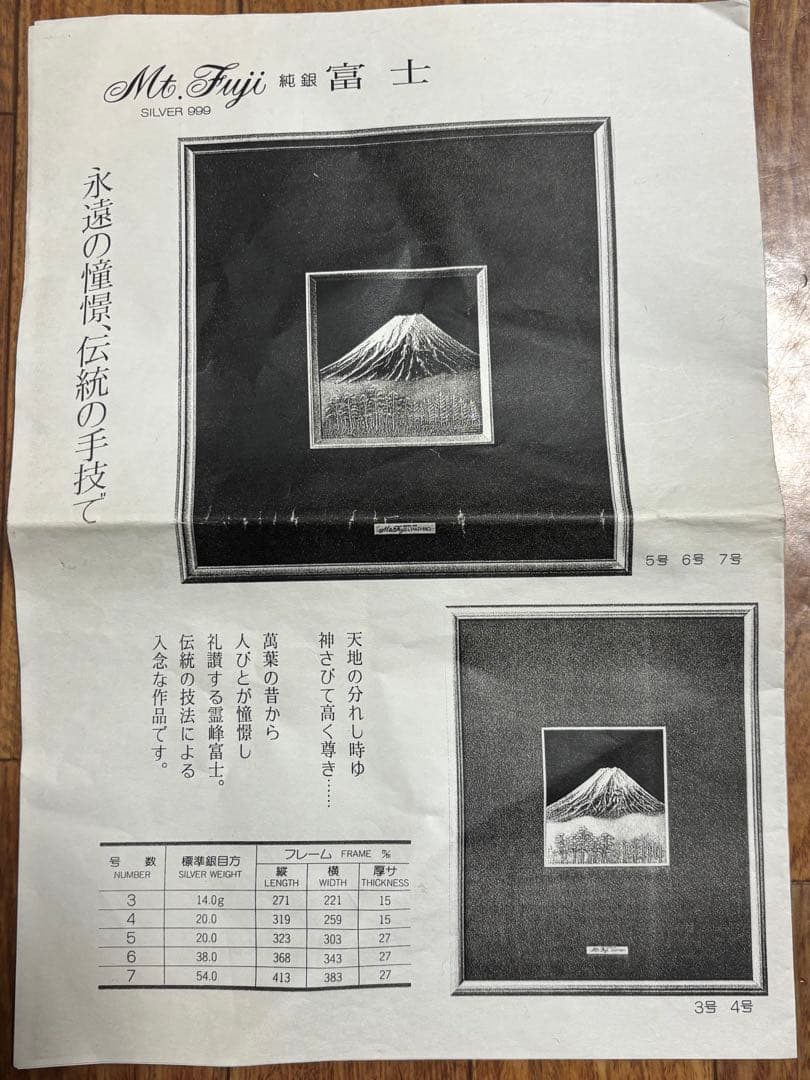 Mt. Fuji 純銀 富士
SILVER 999
永遠の憧憬、伝統の手技で
5号 6号 7号
天地の分れし時ゆ
神さびて高く尊き……
萬葉の昔から
人びとが憧憬し
礼讃する霊峰富士。
伝統の技法による
入念な作品です。
3号 4号
号数 標準銀目方 フレーム FRAME ㎜
NUMBER SILVER WEIGHT 縦 横 厚サ
LENGTH WIDTH THICKNESS
3 14.0g 271 221 15
4 20.0 319 259 15
5 20.0 323 303 27
6 38.0 368 343 27
7 54.0 413 383 27